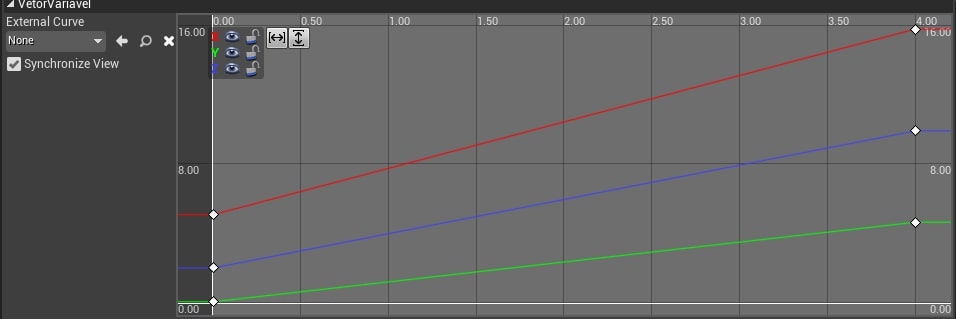 VetorVariavel
External Curve
None
Synchronize View
0.00 0.50 1.00 1.50 2.00 2.50 3.00 3.50 4.00
16.00 16.00
X
Y
Z
8.00 8.00
0.00 0.00